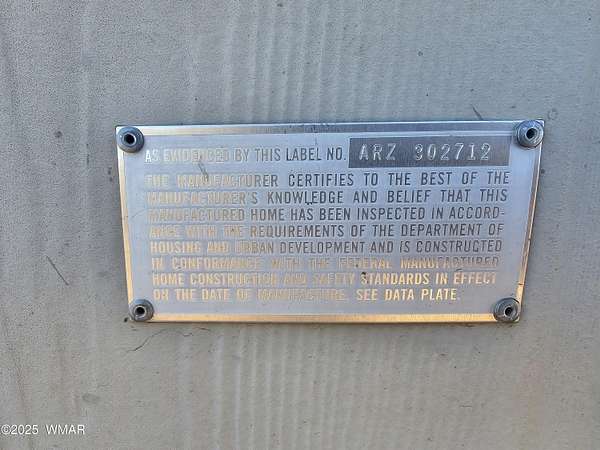 AS EVIDENCED BY THIS LABEL NO. ARZ 302712
THE MANUFACTURER CERTIFIES TO THE BEST OF THE
MANUFACTURER'S KNOWLEDGE AND BELIEF THAT THIS
MANUFACTURED HOME HAS BEEN INSPECTED IN ACCORD-
ANCE WITH THE REQUIREMENTS OF THE DEPARTMENT OF
HOUSING AND URBAN DEVELOPMENT AND IS CONSTRUCTED
IN CONFORMANCE WITH THE FEDERAL MANUFACTURED
HOME CONSTRUCTION AND SAFETY STANDARDS IN EFFECT
ON THE DATE OF MANUFACTURE. SEE DATA PLATE.
©2025 WMAR